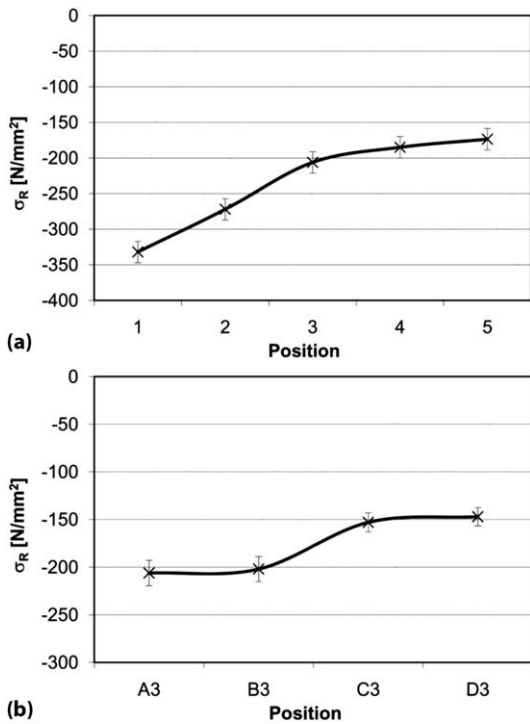 0
-50
-100
-150
-200
-250
-300
-350
-400
σR [N/mm²]
1 2 3 4 5
Position
(a)
0
-50
-100
-150
-200
-250
-300
σR [N/mm²]
A3 B3 C3 D3
Position
(b)